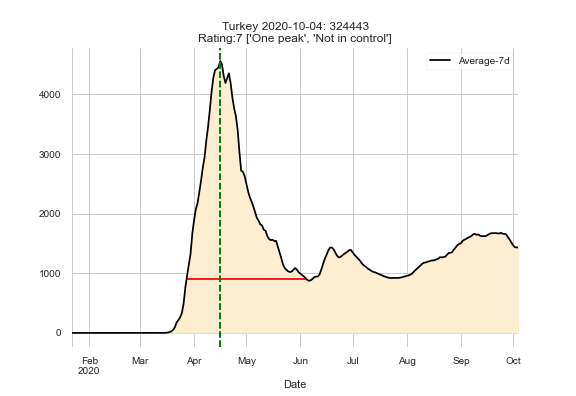 Turkey 2020-10-04: 324443
Rating:7 ['One peak', 'Not in control']
Average-7d
4000
3000
2000
1000
0
Feb Mar Apr May Jun Jul Aug Sep Oct
2020
Date